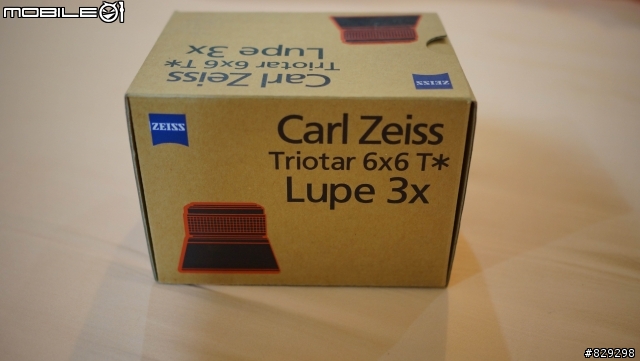 MOBILE01
Carl Zeiss
Triotar 6x6 T*
Lupe 3x
ZEISS
ZEISS
Carl Zeiss
Triotar 6x6 T*
Lupe 3x
#829298